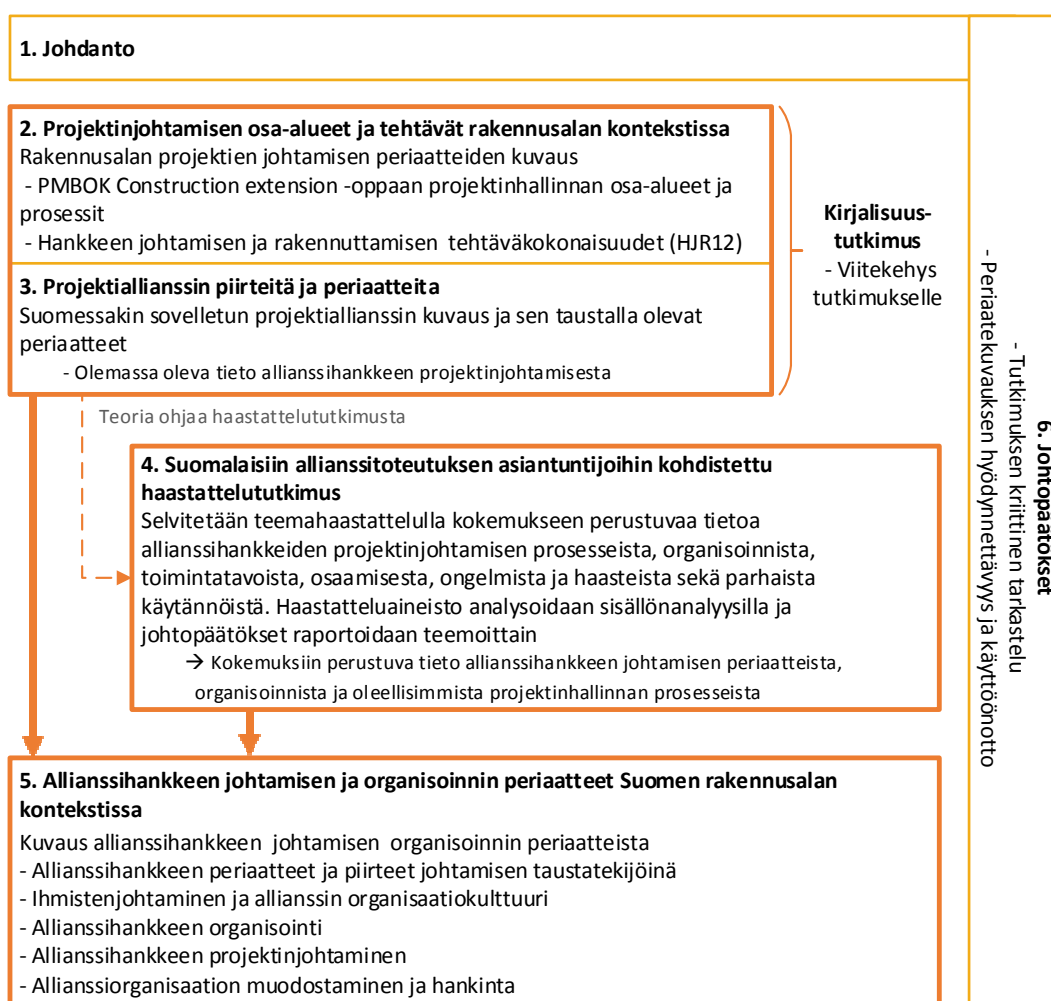 1. Johdanto
2. Projektinjohtamisen osa-alueet ja tehtävät rakennusalan kontekstissa
Rakennusalan projektien johtamisen periaatteiden kuvaus
- PMBOK Construction extension -oppaan projektinhallinnan osa-alueet ja
prosessit
- Hankkeen johtamisen ja rakennuttamisen tehtäväkokonaisuudet (HJR12)
3. Projektiallianssin piirteitä ja periaatteita
Suomessakin sovelletun projektiallianssin kuvaus ja sen taustalla olevat
periaatteet
- Olemassa oleva tieto allianssihankkeen projektinjohtamisesta
Kirjalisuus-
tutkimus
- Viitekehys
tutkimukselle
Teoria ohjaa haastattelututkimusta
4. Suomalaisiin allianssitoteutuksen asiantuntijoihin kohdistettu
haastattelututkimus
Selvitetään teemahaastattelulla kokemukseen perustuvaa tietoa
allianssihankkeiden projektinjohtamisen prosesseista, organisoinnista,
toimintatavoista, osaamisesta, ongelmista ja haasteista sekä parhaista
käytännöistä. Haastatteluaineisto analysoidaan sisällönanalyysilla ja
johtopäätökset raportoidaan teemoittain
→ Kokemuksiin perustuva tieto allianssihankkeen johtamisen periaatteista,
organisoinnista ja oleellisimmista projektinhallinnan prosesseista
5. Allianssihankkeen johtamisen ja organisoinnin periaatteet Suomen rakennusalan
kontekstissa
Kuvaus allianssihankkeen johtamisen organisoinnin periaatteista
- Allianssihankkeen periaatteet ja piirteet johtamisen taustatekijöinä
- Ihmistenjohtaminen ja allianssin organisaatiokulttuuri
- Allianssihankkeen organisointi
- Allianssihankkeen projektinjohtaminen
- Allianssiorganisaation muodostaminen ja hankinta
6. Johtopäätökset
- Tutkimuksen kriittinen tarkastelu
- Periaatekuvauksen hyödynnettävyys ja käyttöönotto